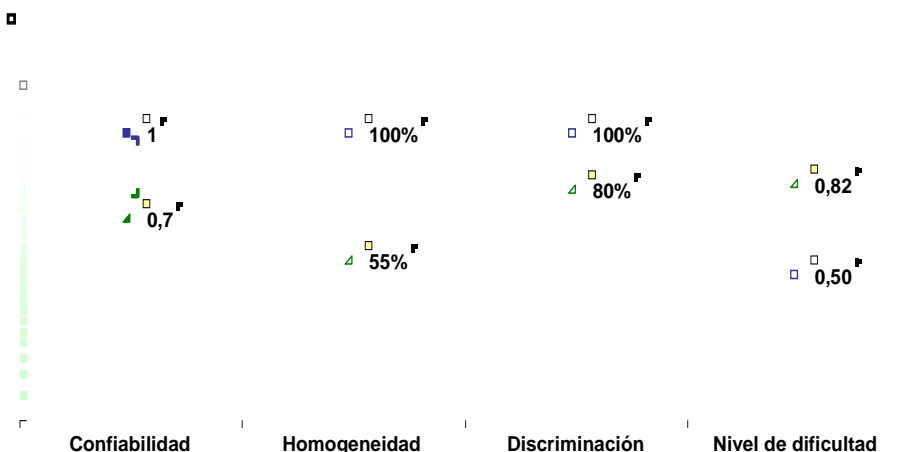 1
100%
100%
80%
0,82
0,7
55%
0,50
Confiabilidad
Homogeneidad
Discriminación
Nivel de dificultad